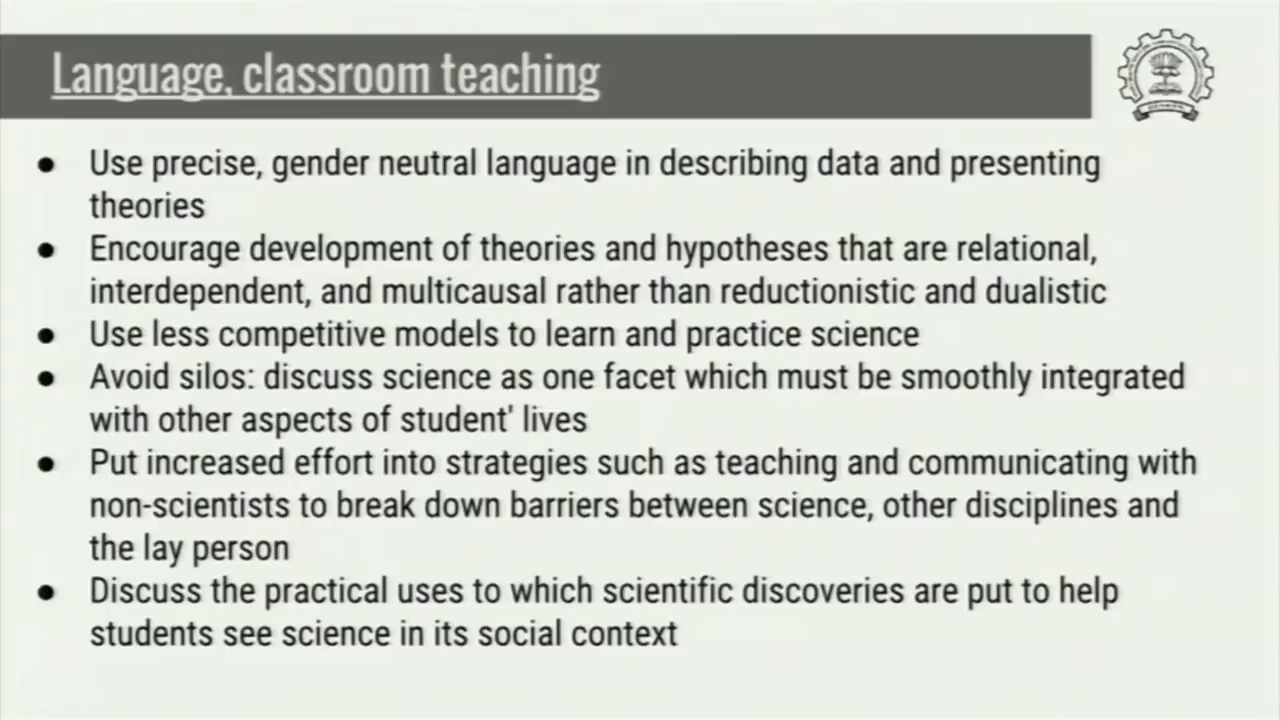 Language, classroom teaching
● Use precise, gender neutral language in describing data and presenting
theories
● Encourage development of theories and hypotheses that are relational,
interdependent, and multicausal rather than reductionistic and dualistic
● Use less competitive models to learn and practice science
● Avoid silos: discuss science as one facet which must be smoothly integrated
with other aspects of student' lives
● Put increased effort into strategies such as teaching and communicating with
non-scientists to break down barriers between science, other disciplines and
the lay person
● Discuss the practical uses to which scientific discoveries are put to help
students see science in its social context